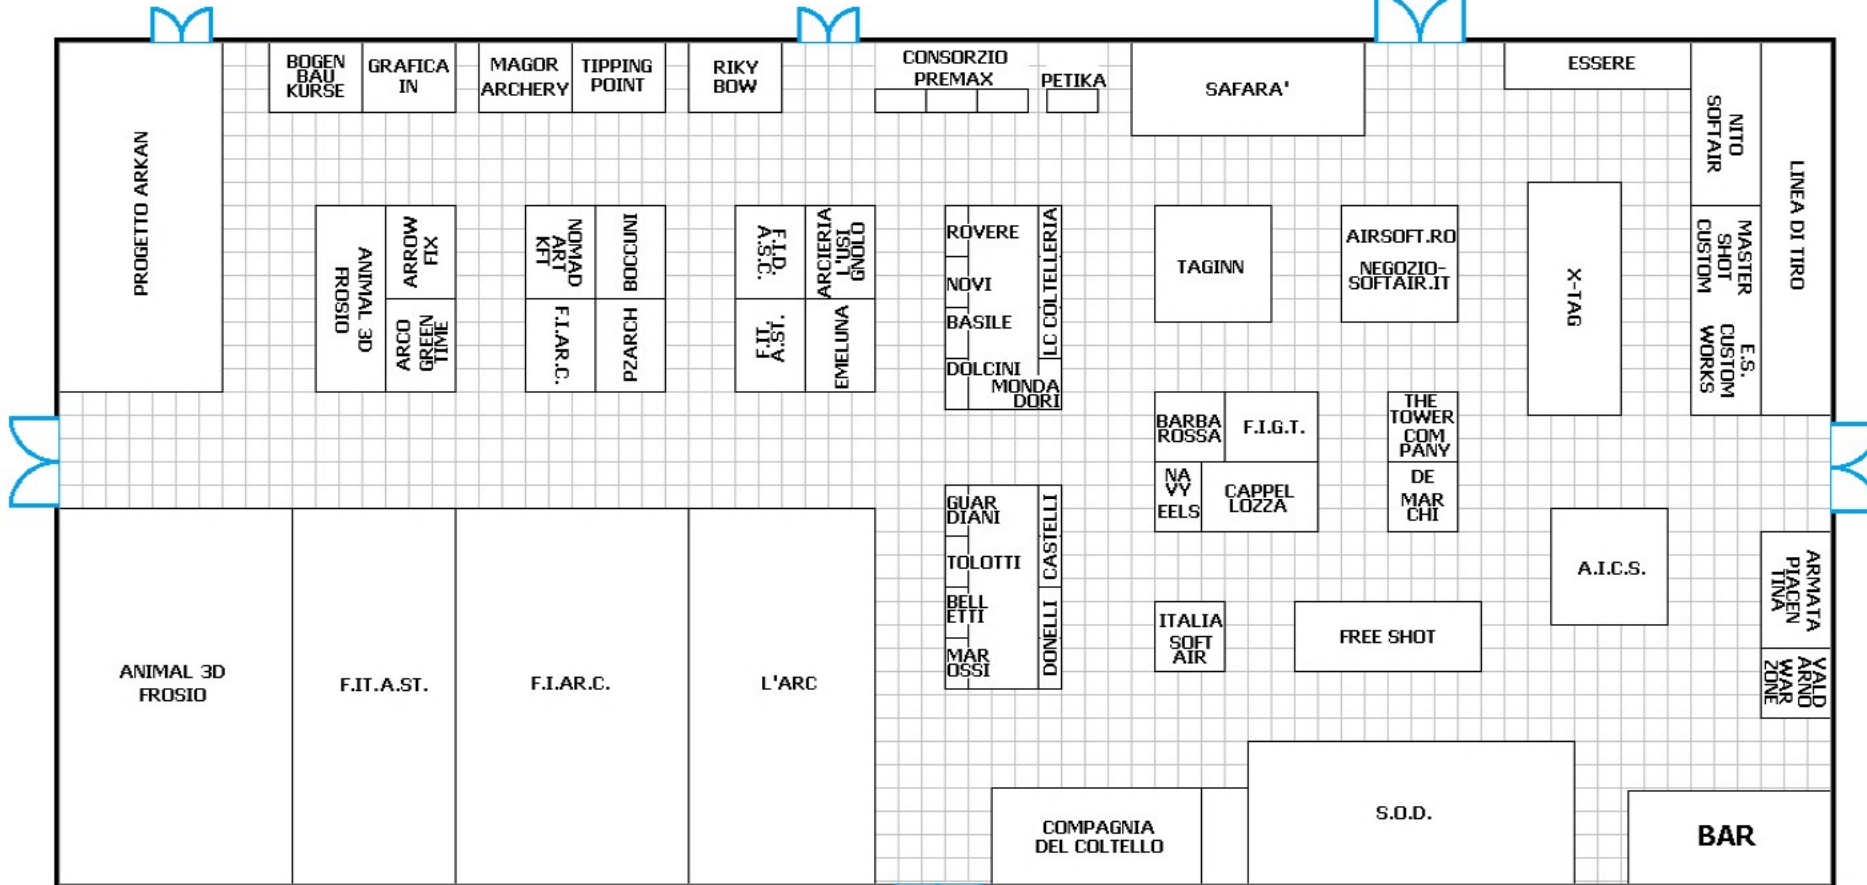 BOGEN
BAU
KURSE
GRAFICA
IN
MAGOR
ARCHERY
TIPPING
POINT
RIKY
BOW
CONSORZIO
PREMAX
PETIKA
SAFARA'
ESSERE
NITO
SOFTAIR
LINEA DI TIRO
PROGETTO ARKAN
ANIMAL 3D
FROSIO
ARROW
FIX
ARCO
GREEN
TIME
NOMAD
ART
KFT
BOCCUNI
F.I.AR.C.
PZARCH
F.I.D.
A.S.C.
ARCIERIA
L'USI
GNOLO
F.IT.
A.ST.
EMELUNA
ROVERE
NOVI
BASILE
DOLCINI
MONDA
DORI
LC COLTELLERIA
TAGINN
AIRSOFT.RO
NEGOZIO-
SOFTAIR.IT
X-TAG
MASTER
SHOT
CUSTOM
E.S.
CUSTOM
WORKS
BARBA
ROSSA
F.I.G.T.
NA
VY
EELS
CAPPEL
LOZZA
THE
TOWER
COM
PANY
DE
MAR
CHI
GUAR
DIANI
TOLOTTI
BELL
ETTI
MAR
OSSI
CASTELLI
DONELLI
ITALIA
SOFT
AIR
FREE SHOT
A.I.C.S.
ARMATA
PIACEN
TINA
VALD
ARNO
WAR
ZONE
ANIMAL 3D
FROSIO
F.IT.A.ST.
F.I.AR.C.
L'ARC
COMPAGNIA
DEL COLTELLO
S.O.D.
BAR